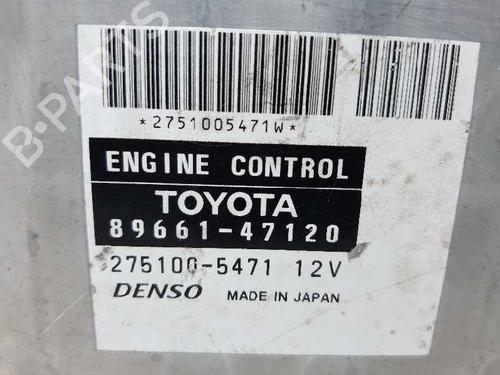 B-PARTS
*2751005471W*
ENGINE CONTROL
TOYOTA
89661-47120
275100-5471 12V
DENSO MADE IN JAPAN